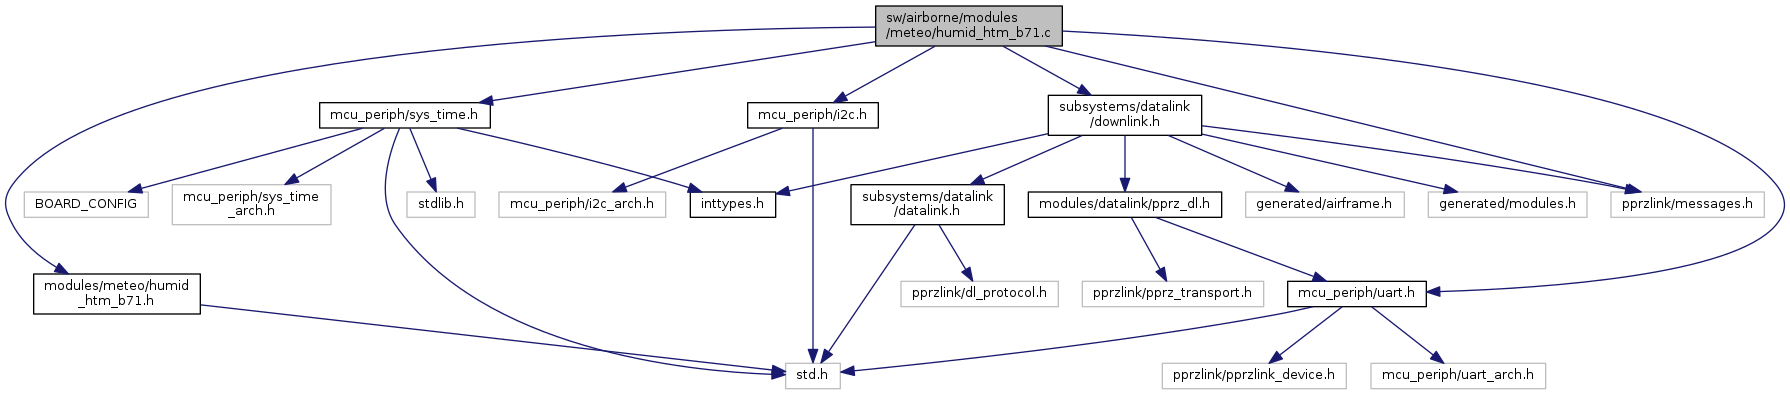 sw/airborne/modules
/meteo/humid_htm_b71.c
mcu_periph/sys_time.h
mcu_periph/i2c.h
subsystems/datalink
/downlink.h
BOARD_CONFIG
mcu_periph/sys_time
_arch.h
stdlib.h
mcu_periph/i2c_arch.h
inttypes.h
subsystems/datalink
/datalink.h
modules/datalink/pprz_dl.h
generated/airframe.h
generated/modules.h
pprzlink/messages.h
modules/meteo/humid
_htm_b71.h
pprzlink/dl_protocol.h
pprzlink/pprz_transport.h
mcu_periph/uart.h
std.h
pprzlink/pprzlink_device.h
mcu_periph/uart_arch.h